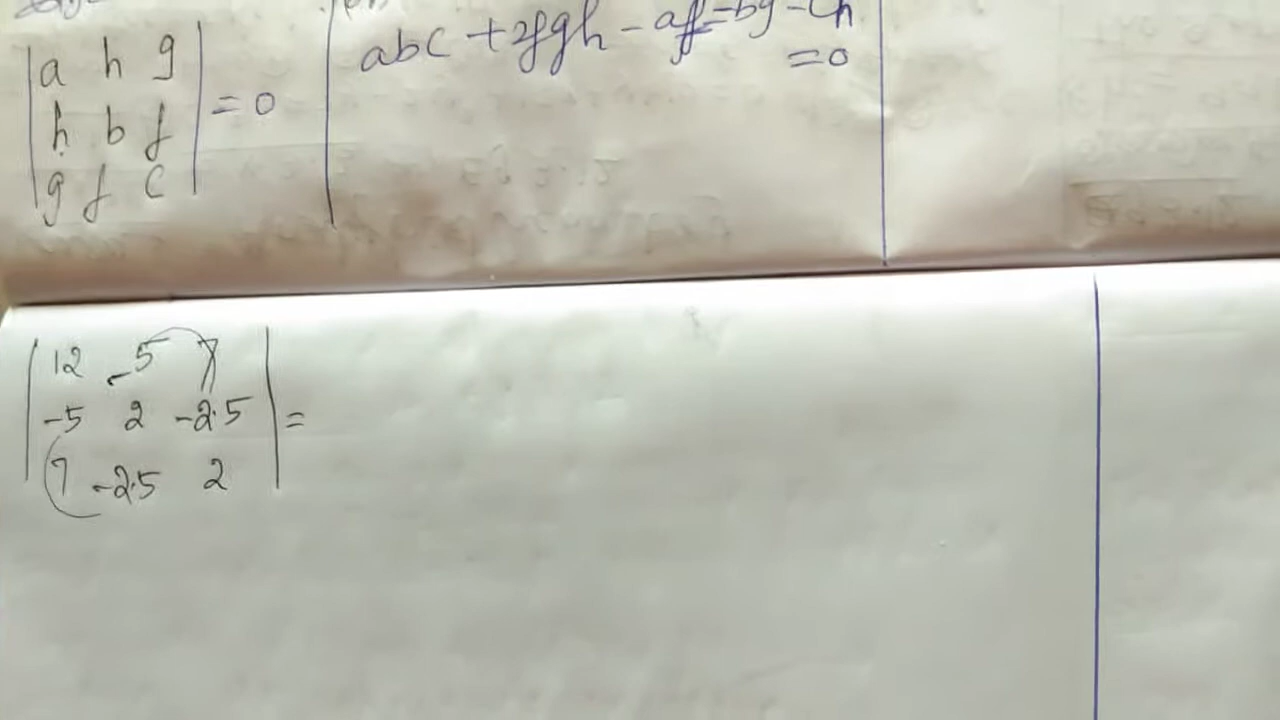 abc + 2fgh - af² - bg² - ch²
= 0
a h g
h b f = 0
g f c
12 -5 7
-5 2 -2.5 =
7 -2.5 2